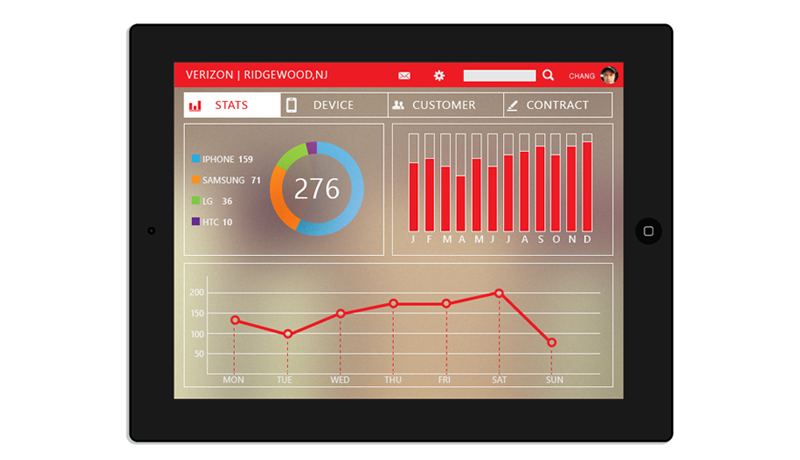 VERIZON | RIDGEWOOD,NJ
CHANG
STATS DEVICE CUSTOMER CONTRACT
IPHONE 159
SAMSUNG 71
LG 36
HTC 10
276
J F M A M J J A S O N D
200
150
100
50
MON TUE WED THU FRI SAT SUN